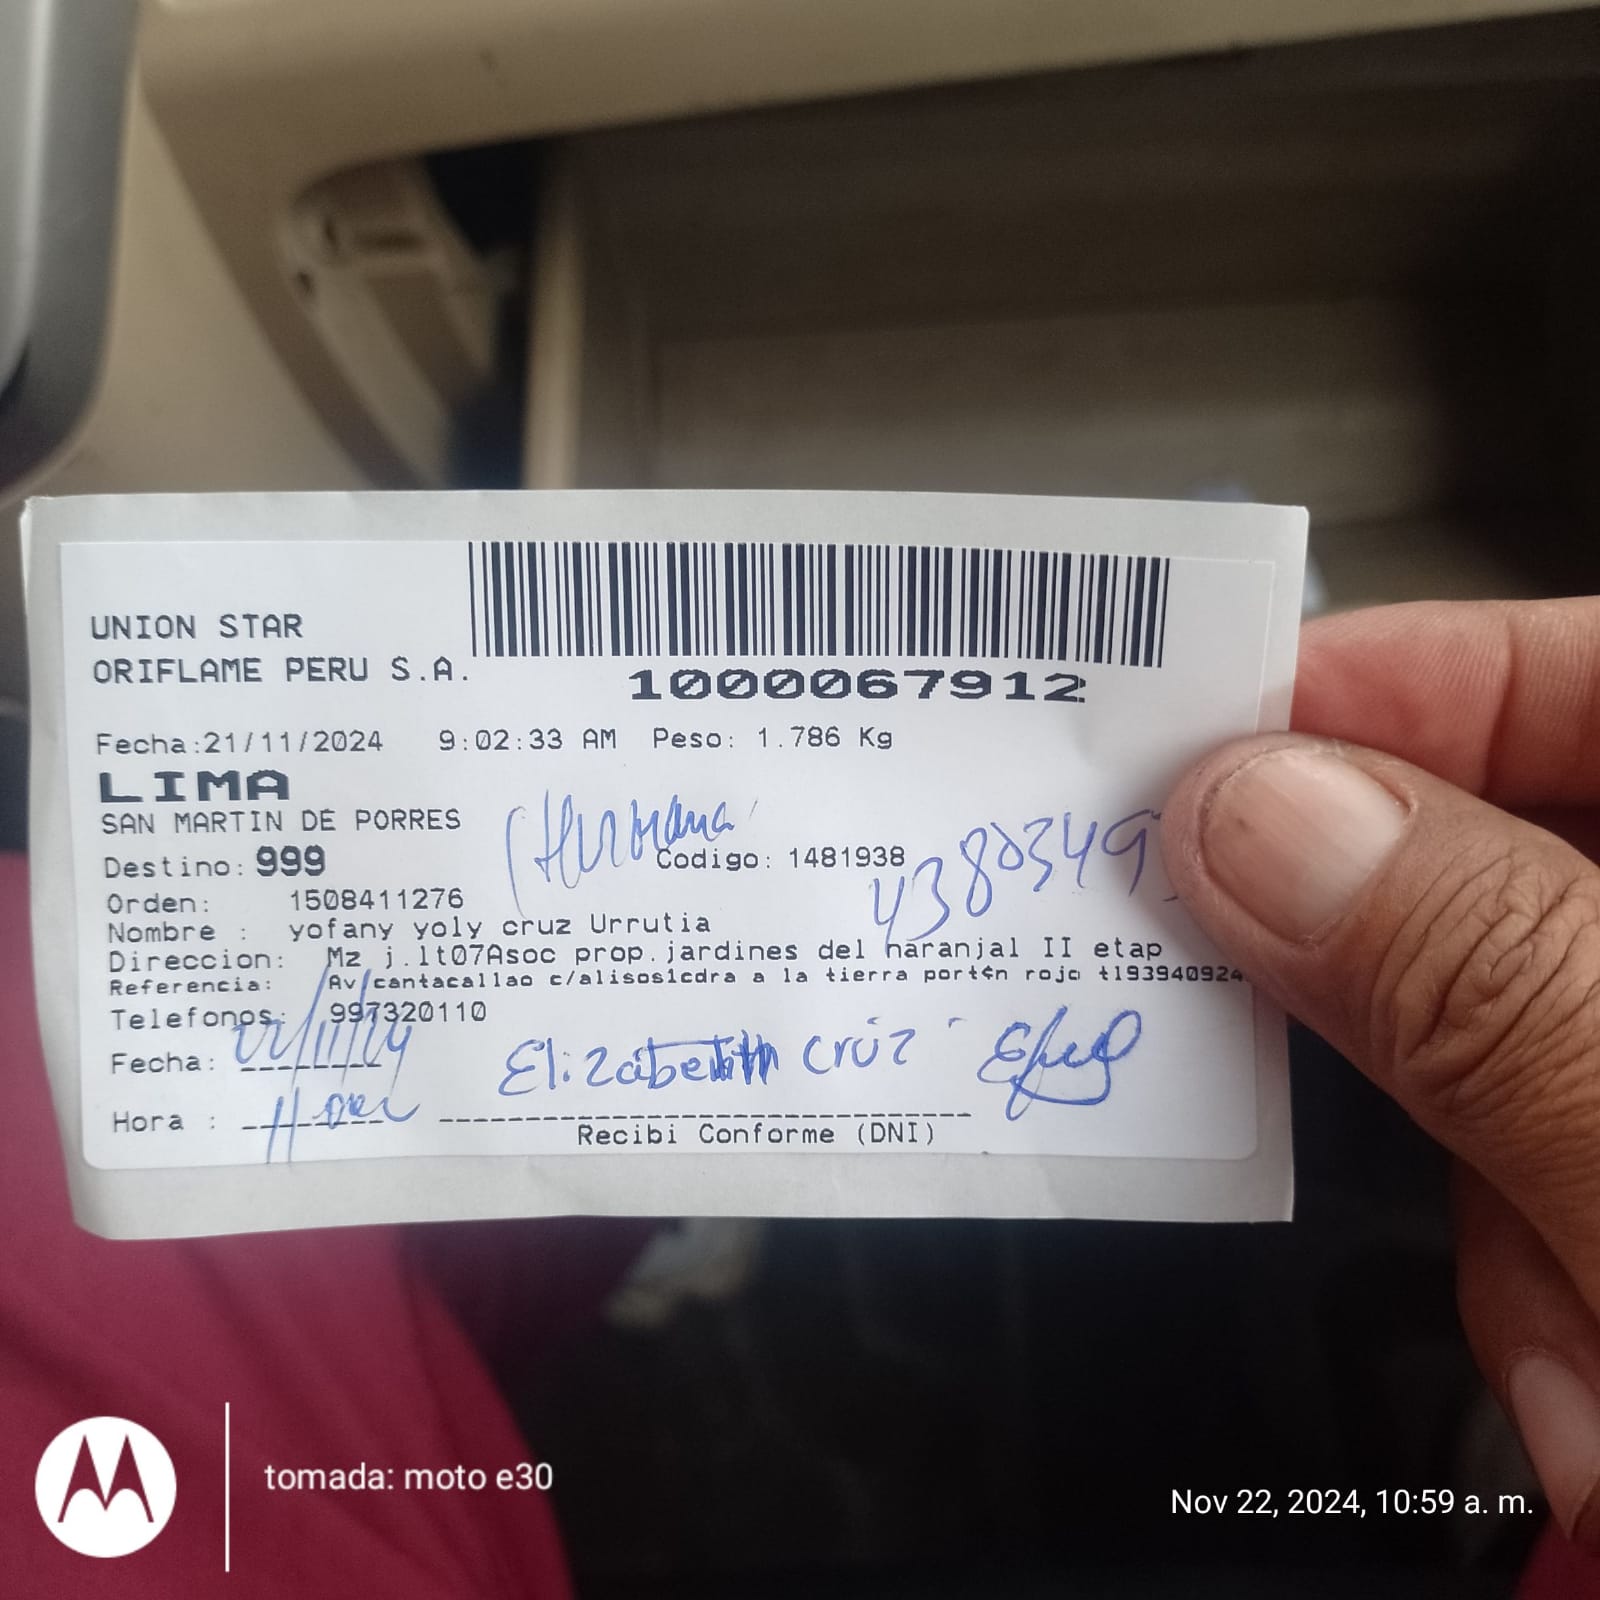 UNION STAR
ORIFLAME PERU S.A.
1000067912
Fecha:21/11/2024 9:02:33 AM Peso: 1.786 Kg
LIMA
SAN MARTIN DE PORRES
(Hermana)
Destino: 999 Codigo: 1481938
Orden: 1508411276
Nombre : yofany yoly cruz Urrutia
Direccion: Mz j.lt07Asoc prop.jardines del naranjal II etap
Referencia: Av cantacallao c/alisos1cdra a la tierra port¢n rojo tl93940924
Telefonos: 997320110
Fecha: 22/11/24 Elizabeth Cruz
Hora :
Recibi Conforme (DNI)
tomada: moto e30
Nov 22, 2024, 10:59 a. m.